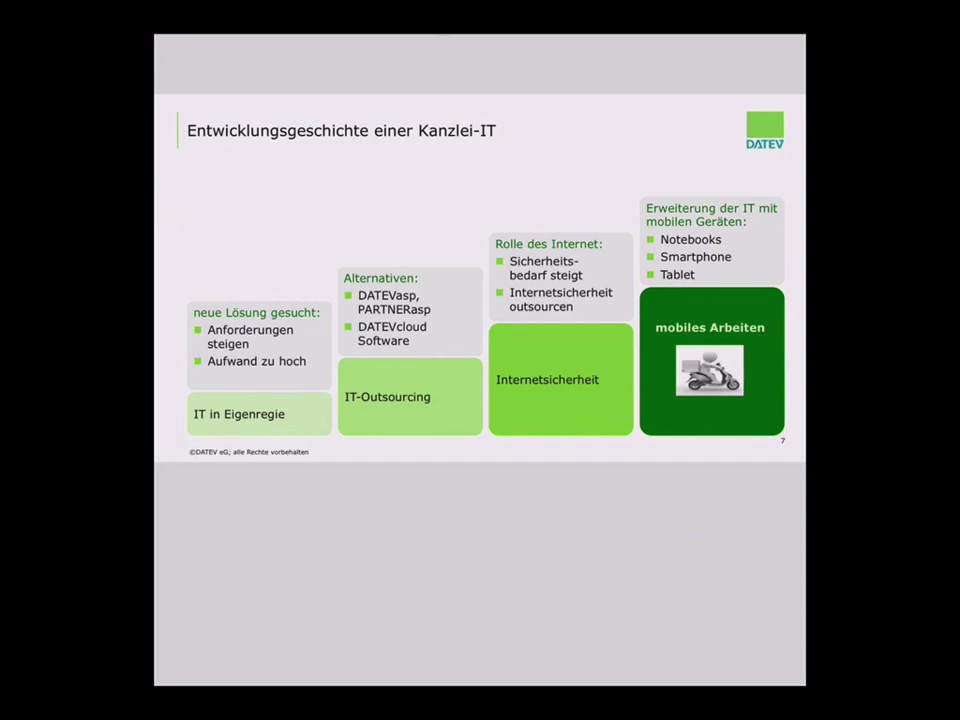 Entwicklungsgeschichte einer Kanzlei-IT
DATEV
neue Lösung gesucht:
Anforderungen
steigen
Aufwand zu hoch
IT in Eigenregie
Alternativen:
DATEVasp,
PARTNERasp
DATEVcloud
Software
IT-Outsourcing
Rolle des Internet:
Sicherheits-
bedarf steigt
Internetsicherheit
outsourcen
Internetsicherheit
Erweiterung der IT mit
mobilen Geräten:
Notebooks
Smartphone
Tablet
mobiles Arbeiten
7
©DATEV eG; alle Rechte vorbehalten